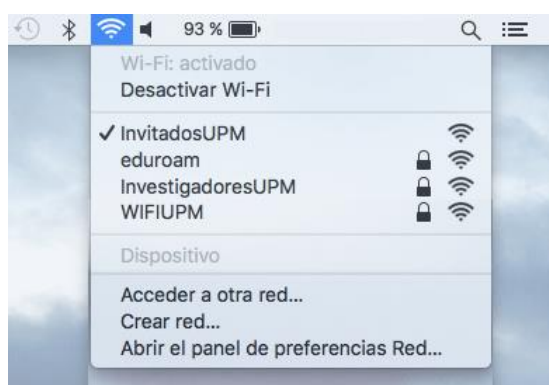 93 %
Wi-Fi: activado
Desactivar Wi-Fi
InvitadosUPM
eduroam
InvestigadoresUPM
WIFIUPM
Dispositivo
Acceder a otra red...
Crear red...
Abrir el panel de preferencias Red...